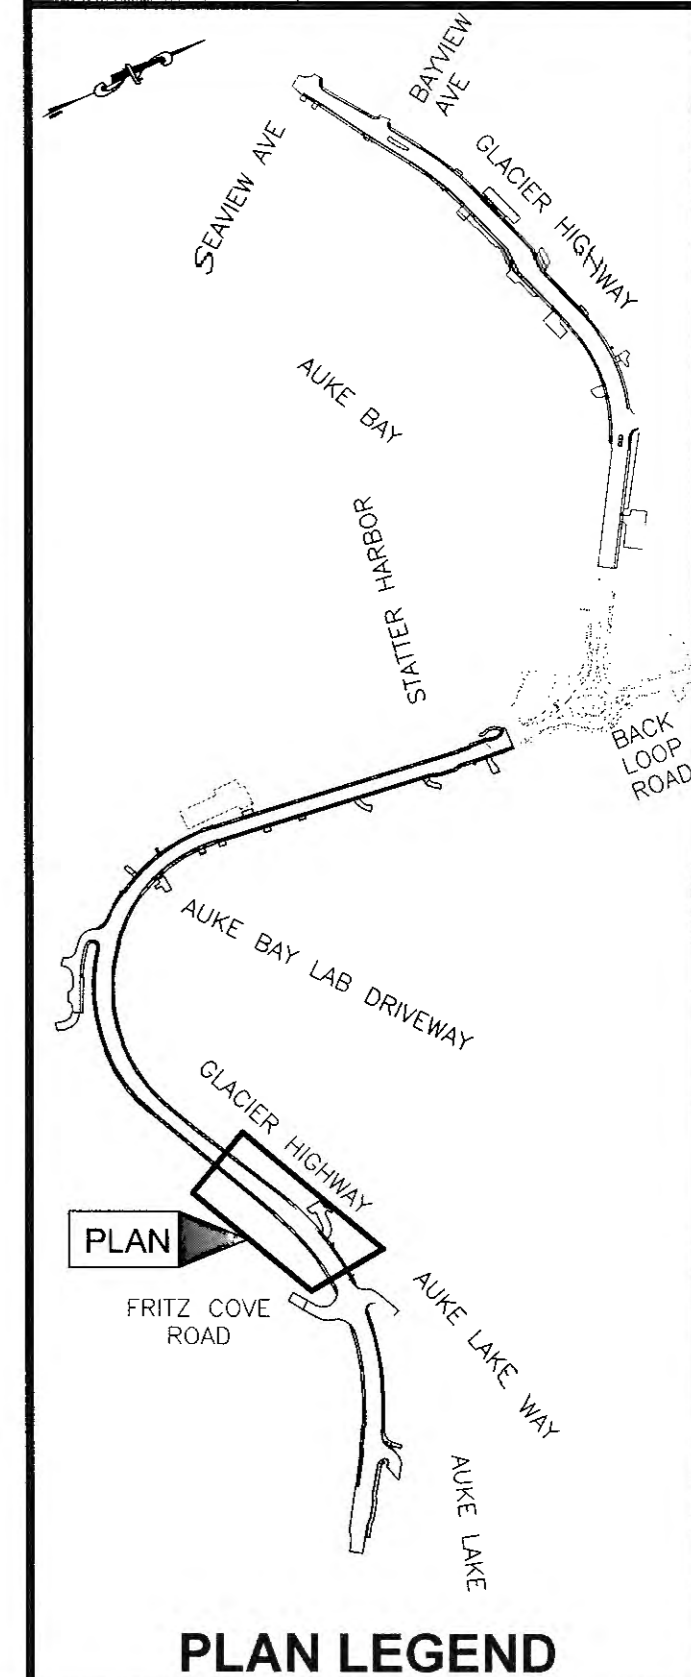 BAYVIEW
AVE
SEAVIEW AVE
GLACIER HIGHWAY
AUKE BAY
STATTER HARBOR
BACK
LOOP
ROAD
AUKE BAY LAB DRIVEWAY
GLACIER HIGHWAY
PLAN
FRITZ COVE
ROAD
AUKE LAKE WAY
AUKE LAKE
PLAN LEGEND